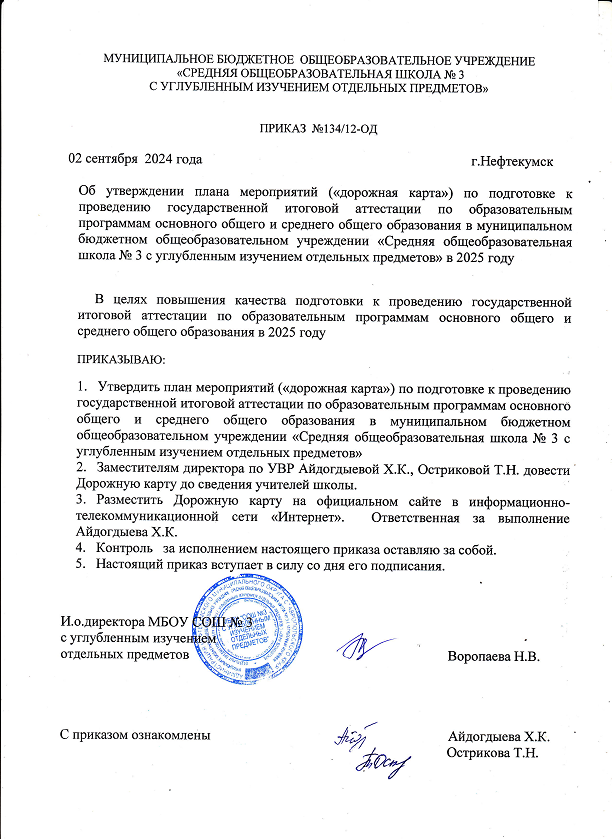 МУНИЦИПАЛЬНОЕ БЮДЖЕТНОЕ ОБЩЕОБРАЗОВАТЕЛЬНОЕ УЧРЕЖДЕНИЕ
«СРЕДНЯЯ ОБЩЕОБРАЗОВАТЕЛЬНАЯ ШКОЛА № 3
С УГЛУБЛЕННЫМ ИЗУЧЕНИЕМ ОТДЕЛЬНЫХ ПРЕДМЕТОВ»
ПРИКАЗ №134/12-ОД
02 сентября 2024 года г.Нефтекумск
Об утверждении плана мероприятий («дорожная карта») по подготовке к
проведению государственной итоговой аттестации по образовательным
программам основного общего и среднего общего образования в муниципальном
бюджетном общеобразовательном учреждении «Средняя общеобразовательная
школа № 3 с углубленным изучением отдельных предметов» в 2025 году
В целях повышения качества подготовки к проведению государственной
итоговой аттестации по образовательным программам основного общего и
среднего общего образования в 2025 году
ПРИКАЗЫВАЮ:
1. Утвердить план мероприятий («дорожная карта») по подготовке к проведению
государственной итоговой аттестации по образовательным программам основного
общего и среднего общего образования в муниципальном бюджетном
общеобразовательном учреждении «Средняя общеобразовательная школа № 3 с
углубленным изучением отдельных предметов»
2. Заместителям директора по УВР Айдогдыевой Х.К., Остриковой Т.Н. довести
Дорожную карту до сведения учителей школы.
3. Разместить Дорожную карту на официальном сайте в информационно-
телекоммуникационной сети «Интернет». Ответственная за выполнение
Айдогдыева Х.К.
4. Контроль за исполнением настоящего приказа оставляю за собой.
5. Настоящий приказ вступает в силу со дня его подписания.
И.о.директора МБОУ СОШ № 3
с углубленным изучением
отдельных предметов Воропаева Н.В.
С приказом ознакомлены Айдогдыева Х.К.
Острикова Т.Н.